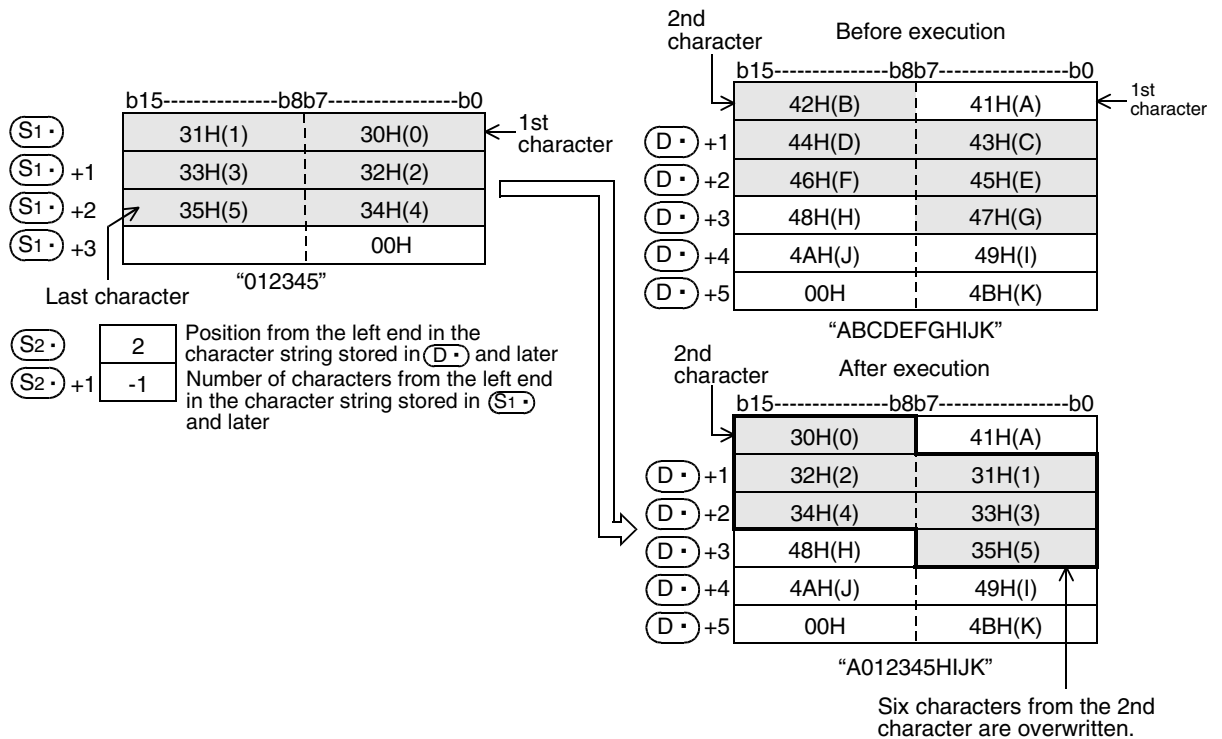 b15---------------b8b7-----------------b0
S1· 31H(1) 30H(0)
1st
character
S1· +1 33H(3) 32H(2)
S1· +2 35H(5) 34H(4)
S1· +3 00H
“012345”
Last character
S2· 2 Position from the left end in the
character string stored in D· and later
S2· +1 -1 Number of characters from the left end
in the character string stored in S1·
and later
Before execution
2nd
character
b15---------------b8b7-----------------b0
42H(B) 41H(A)
1st
character
D· +1 44H(D) 43H(C)
D· +2 46H(F) 45H(E)
D· +3 48H(H) 47H(G)
D· +4 4AH(J) 49H(I)
D· +5 00H 4BH(K)
“ABCDEFGHIJK”
After execution
2nd
character
b15---------------b8b7-----------------b0
30H(0) 41H(A)
D· +1 32H(2) 31H(1)
D· +2 34H(4) 33H(3)
D· +3 48H(H) 35H(5)
D· +4 4AH(J) 49H(I)
D· +5 00H 4BH(K)
“A012345HIJK”
Six characters from the 2nd
character are overwritten.